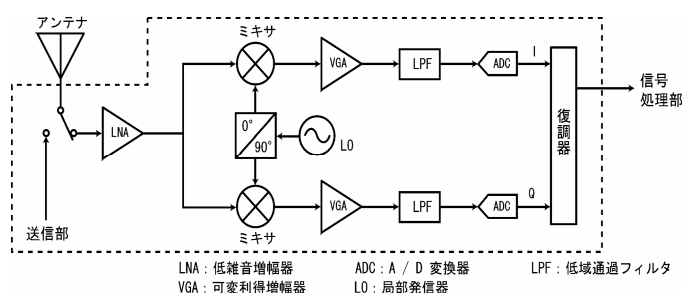 アンテナ
ミキサ
VGA
LPF
ADC
I
信号
処理部
LNA
0°
90°
LO
復調器
送信部
VGA
LPF
ADC
Q
ミキサ
LNA：低雑音増幅器
ADC：A / D 変換器
LPF：低域通過フィルタ
VGA：可変利得増幅器
LO：局部発信器